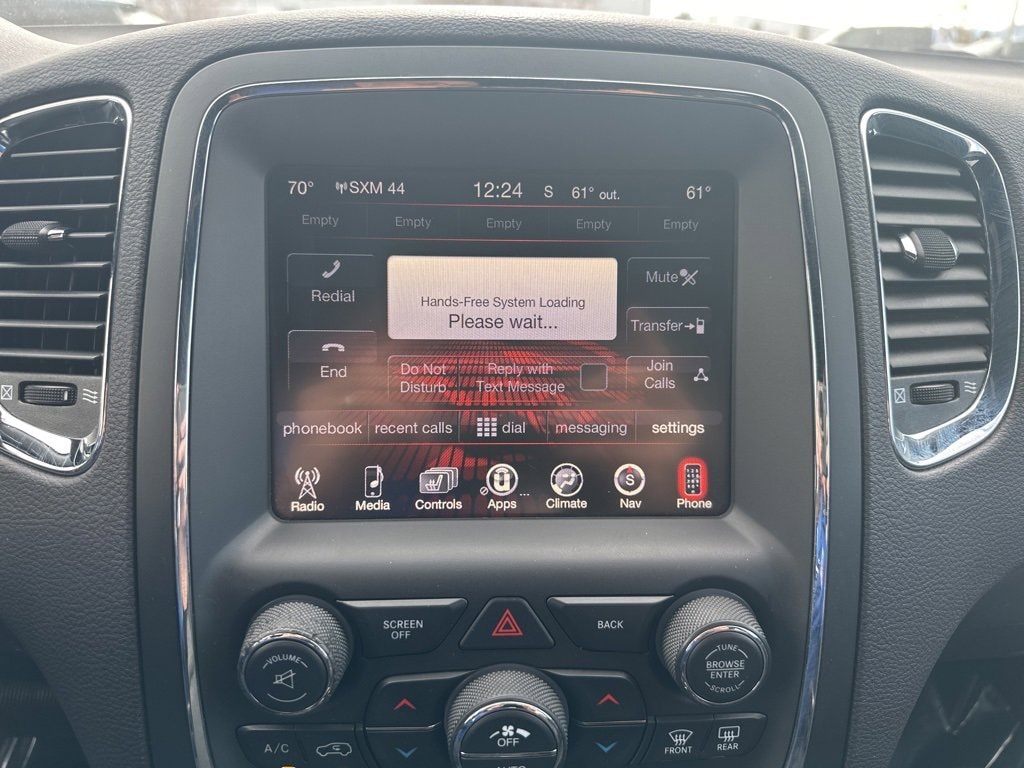 70° SXM 44 12:24 S 61° out. 61°
Empty Empty Empty Empty Empty
Redial
Hands-Free System Loading
Please wait...
Mute
Transfer
End
Do Not
Disturb
Reply with
Text Message
Join
Calls
phonebook recent calls dial messaging settings
S
Radio Media Controls Apps ... Climate Nav Phone
SCREEN
OFF
BACK
VOLUME
TUNE
BROWSE
ENTER
SCROLL
OFF
AUTO
A/C
FRONT
REAR